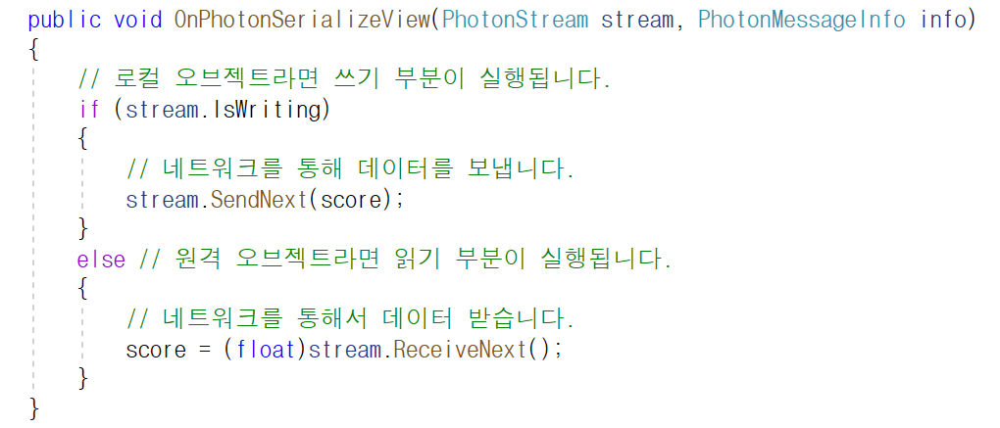 public void OnPhotonSerializeView(PhotonStream stream, PhotonMessageInfo info)
{
// 로컬 오브젝트라면 쓰기 부분이 실행됩니다.
if (stream.IsWriting)
{
// 네트워크를 통해 데이터를 보냅니다.
stream.SendNext(score);
}
else // 원격 오브젝트라면 읽기 부분이 실행됩니다.
{
// 네트워크를 통해서 데이터 받습니다.
score = (float)stream.ReceiveNext();
}
}